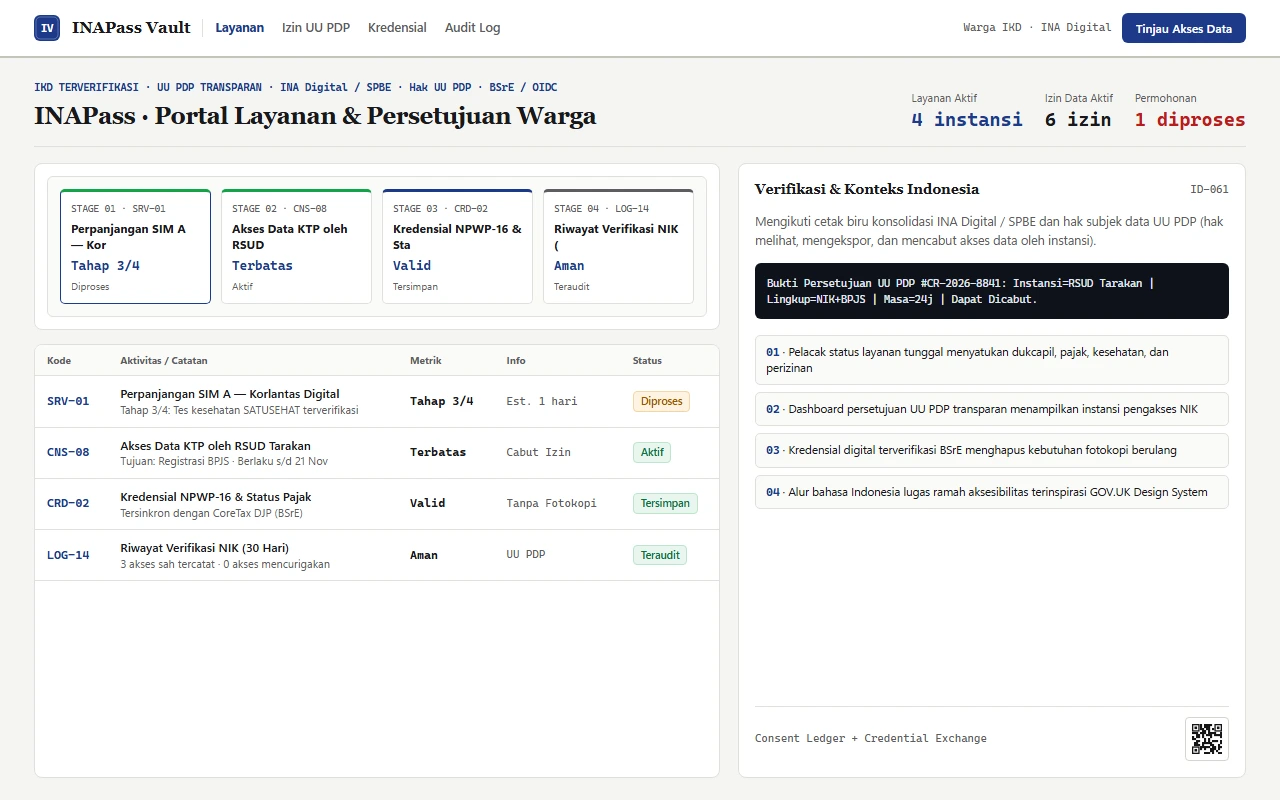 IV INAPass Vault Layanan Izin UU PDP Kredensial Audit Log Warga IKD · INA Digital Tinjau Akses Data
IKD TERVERIFIKASI · UU PDP TRANSPARAN · INA Digital / SPBE · Hak UU PDP · BSrE / OIDC
INAPass · Portal Layanan & Persetujuan Warga
Layanan Aktif Izin Data Aktif Permohonan
4 instansi 6 izin 1 diproses
STAGE 01 · SRV-01
Perpanjangan SIM A
— Kor
Tahap 3/4
Diproses
STAGE 02 · CNS-08
Akses Data KTP oleh
RSUD
Terbatas
Aktif
STAGE 03 · CRD-02
Kredensial NPWP-16 &
Sta
Valid
Tersimpan
STAGE 04 · LOG-14
Riwayat Verifikasi NIK
(
Aman
Teraudit
Kode Aktivitas / Catatan Metrik Info Status
SRV-01 Perpanjangan SIM A — Korlantas Digital Tahap 3/4 Est. 1 hari Diproses
Tahap 3/4: Tes kesehatan SATUSEHAT terverifikasi
CNS-08 Akses Data KTP oleh RSUD Tarakan Terbatas Cabut Izin Aktif
Tujuan: Registrasi BPJS · Berlaku s/d 21 Nov
CRD-02 Kredensial NPWP-16 & Status Pajak Valid Tanpa Fotokopi Tersimpan
Tersinkron dengan CoreTax DJP (BSrE)
LOG-14 Riwayat Verifikasi NIK (30 Hari) Aman UU PDP Teraudit
3 akses sah tercatat · 0 akses mencurigakan
Verifikasi & Konteks Indonesia ID-061
Mengikuti cetak biru konsolidasi INA Digital / SPBE dan hak subjek data UU PDP (hak
melihat, mengekspor, dan mencabut akses data oleh instansi).
Bukti Persetujuan UU PDP #CR-2026-8841: Instansi=RSUD Tarakan |
Lingkup=NIK+BPJS | Masa=24j | Dapat Dicabut.
01 · Pelacak status layanan tunggal menyatukan dukcapil, pajak, kesehatan, dan
perizinan
02 · Dashboard persetujuan UU PDP transparan menampilkan instansi pengakses NIK
03 · Kredensial digital terverifikasi BSrE menghapus kebutuhan fotokopi berulang
04 · Alur bahasa Indonesia lugas ramah aksesibilitas terinspirasi GOV.UK Design System
Consent Ledger + Credential Exchange